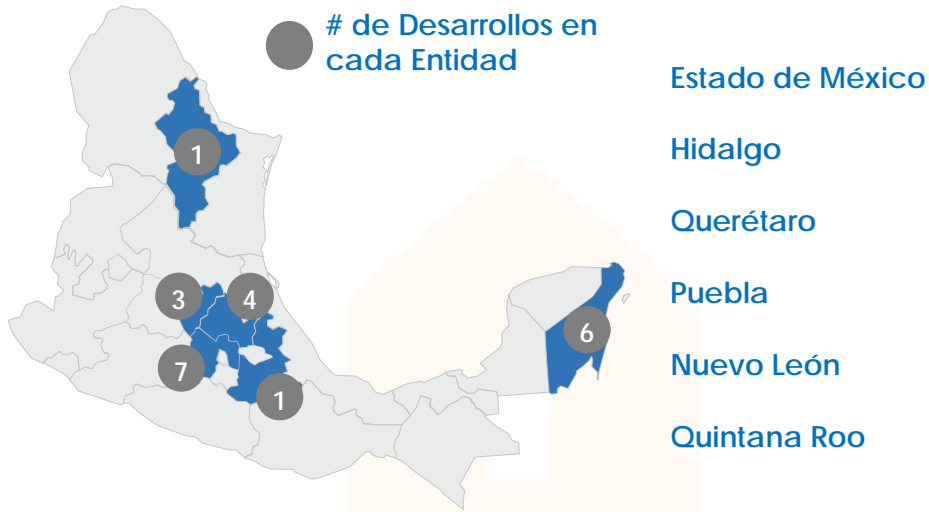 # de Desarrollos en
cada Entidad
Estado de México
Hidalgo
Querétaro
Puebla
Nuevo León
Quintana Roo
1
3
4
7
1
6